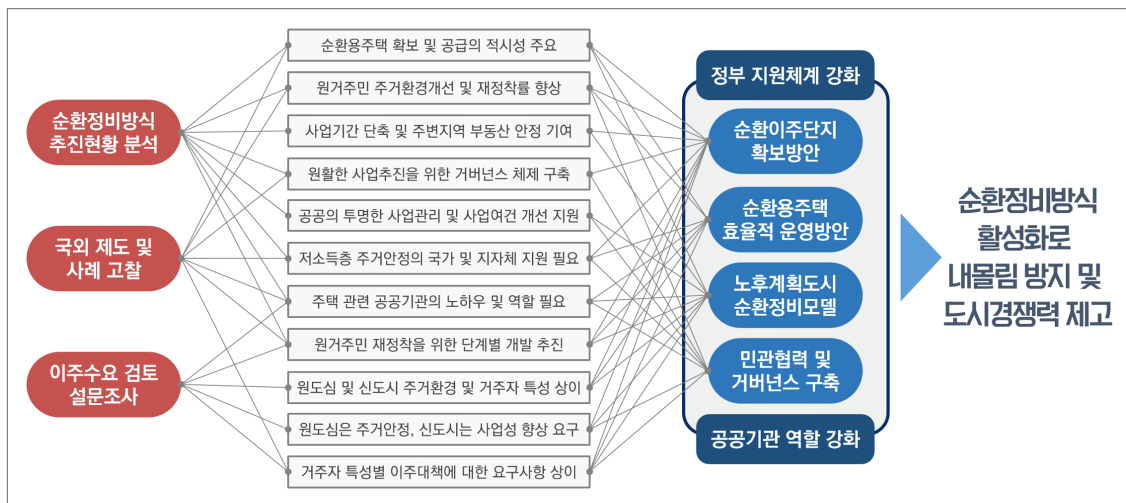 순환정비방식
추진현황 분석
국외 제도 및
사례 고찰
이주수요 검토
설문조사
순환용주택 확보 및 공급의 적시성 주요
원거주민 주거환경개선 및 재정착률 향상
사업기간 단축 및 주변지역 부동산 안정 기여
원활한 사업추진을 위한 거버넌스 체제 구축
공공의 투명한 사업관리 및 사업여건 개선 지원
저소득층 주거안정의 국가 및 지자체 지원 필요
주택 관련 공공기관의 노하우 및 역할 필요
원거주민 재정착을 위한 단계별 개발 추진
원도심 및 신도시 주거환경 및 거주자 특성 상이
원도심은 주거안정, 신도시는 사업성 향상 요구
거주자 특성별 이주대책에 대한 요구사항 상이
정부 지원체계 강화
순환이주단지
확보방안
순환용주택
효율적 운영방안
노후계획도시
순환정비모델
민관협력 및
거버넌스 구축
공공기관 역할 강화
순환정비방식
활성화로
내몰림 방지 및
도시경쟁력 제고